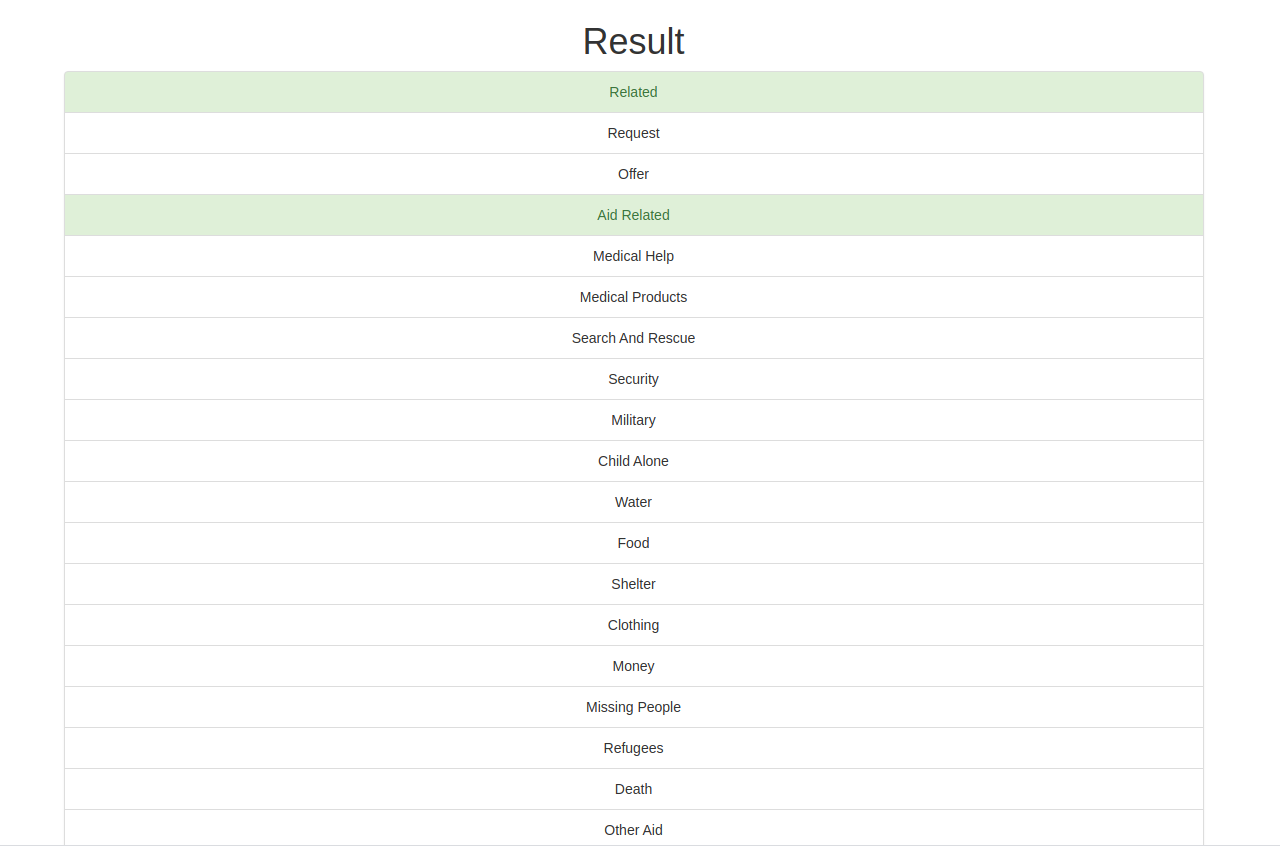 Result
Related
Request
Offer
Aid Related
Medical Help
Medical Products
Search And Rescue
Security
Military
Child Alone
Water
Food
Shelter
Clothing
Money
Missing People
Refugees
Death
Other Aid